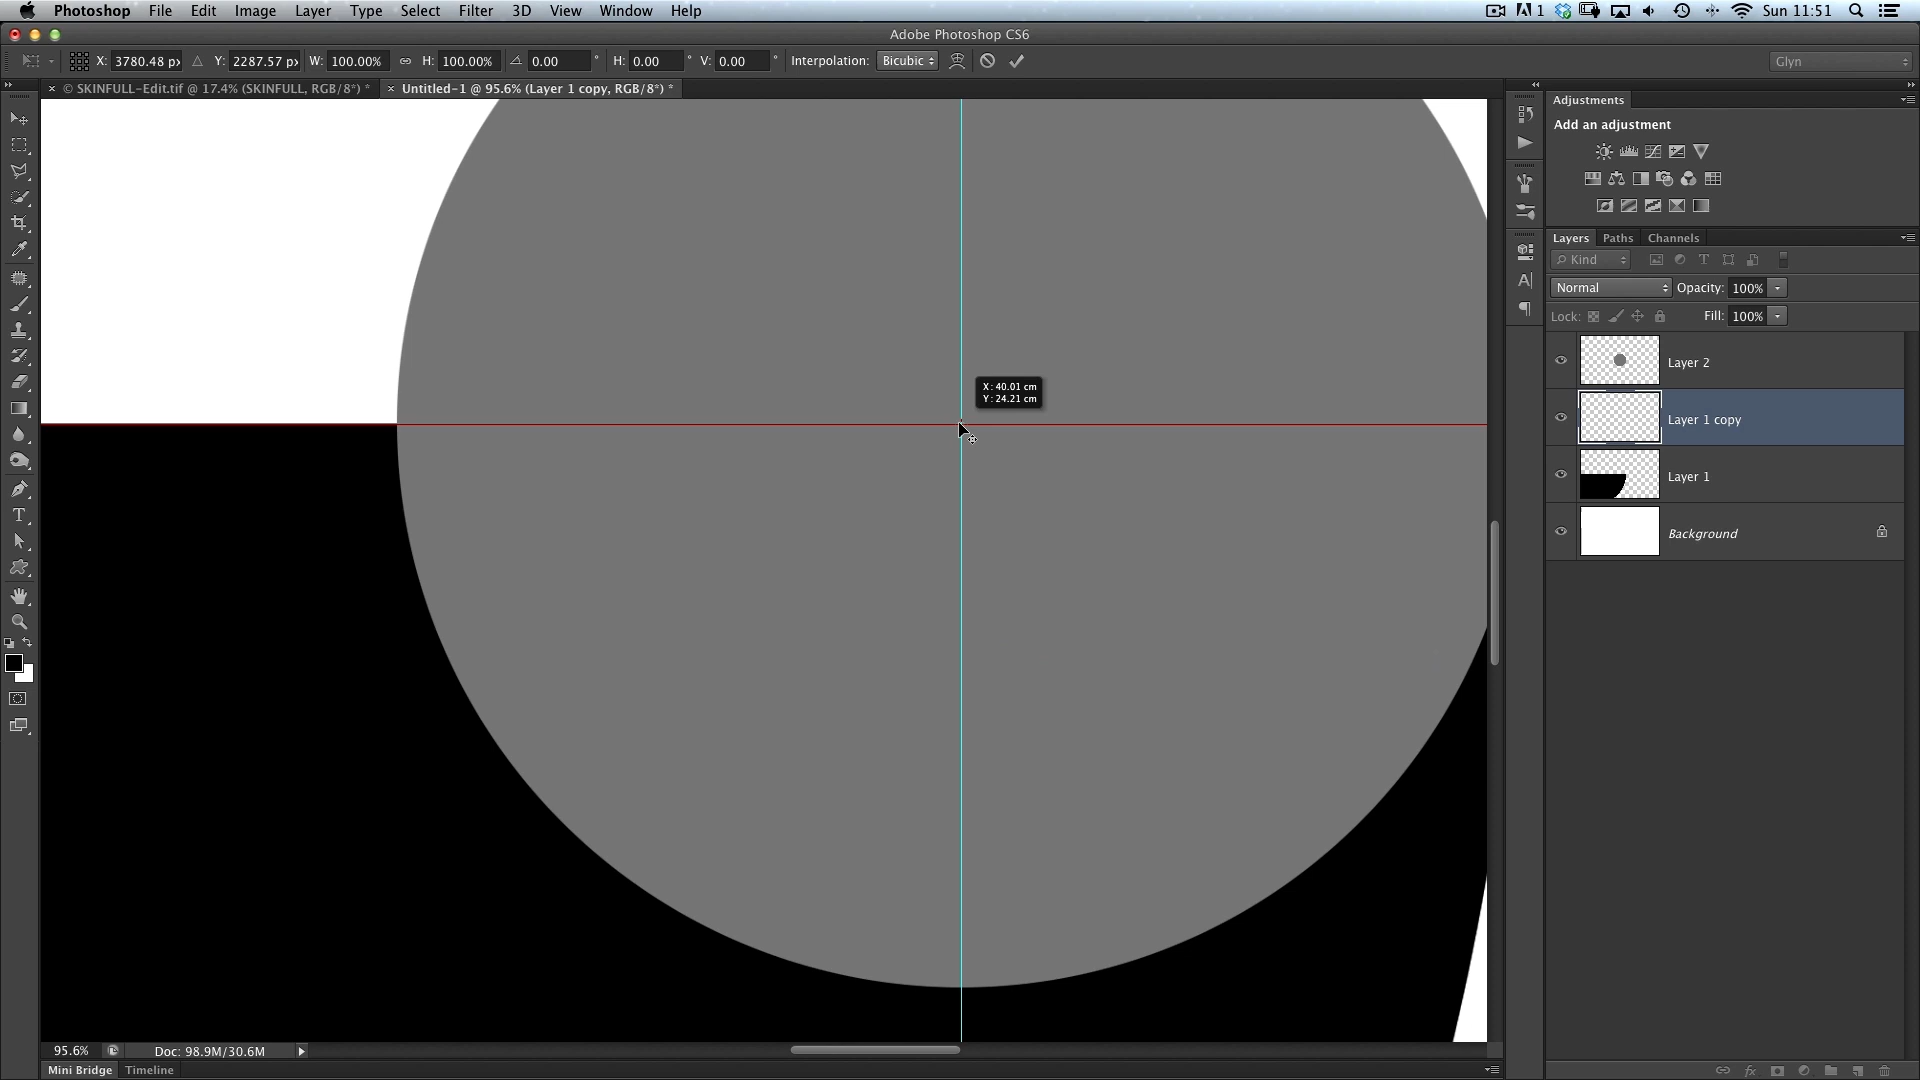 Photoshop File Edit Image Layer Type Select Filter 3D View Window Help 1 Sun 11:51
Adobe Photoshop CS6
X: 3780.48 px Y: 2287.57 px W: 100.00% H: 100.00% 0.00 ° H: 0.00 ° V: 0.00 ° Interpolation: Bicubic Glyn
× © SKINFULL-Edit.tif @ 17.4% (SKINFULL, RGB/8*) * × Untitled-1 @ 95.6% (Layer 1 copy, RGB/8*) *
Adjustments
Add an adjustment
Layers Paths Channels
Kind
Normal Opacity: 100%
Lock: Fill: 100%
Layer 2
X: 40.01 cm
Y: 24.21 cm
Layer 1 copy
Layer 1
Background
95.6% Doc: 98.9M/30.6M
Mini Bridge Timeline